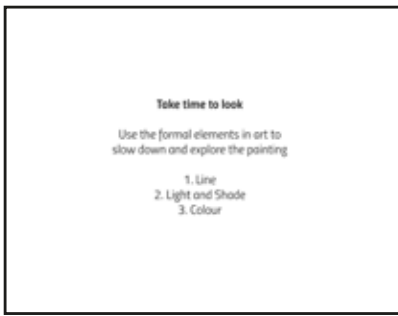 Take time to look
Use the formal elements in art to
slow down and explore the painting
1. Line
2. Light and Shade
3. Colour